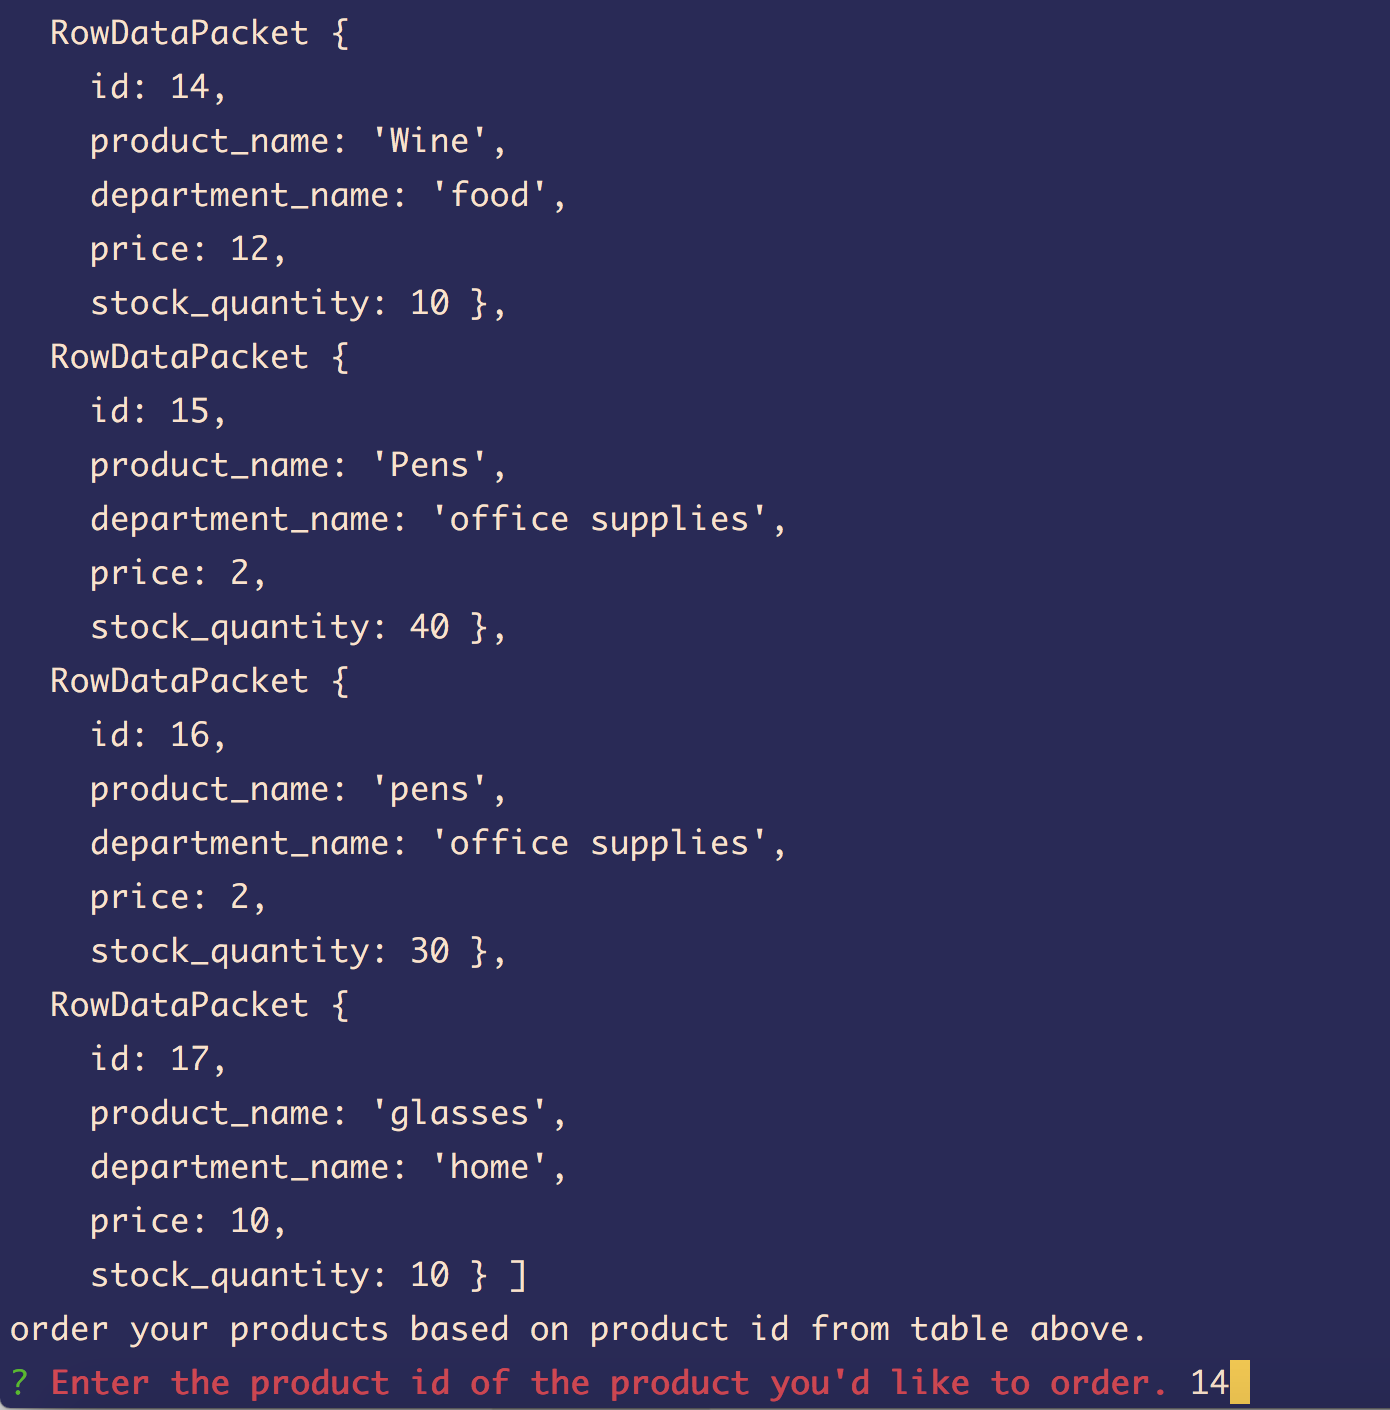 RowDataPacket {
id: 14,
product_name: 'Wine',
department_name: 'food',
price: 12,
stock_quantity: 10 },
RowDataPacket {
id: 15,
product_name: 'Pens',
department_name: 'office supplies',
price: 2,
stock_quantity: 40 },
RowDataPacket {
id: 16,
product_name: 'pens',
department_name: 'office supplies',
price: 2,
stock_quantity: 30 },
RowDataPacket {
id: 17,
product_name: 'glasses',
department_name: 'home',
price: 10,
stock_quantity: 10 } ]
order your products based on product id from table above.
? Enter the product id of the product you'd like to order. 14